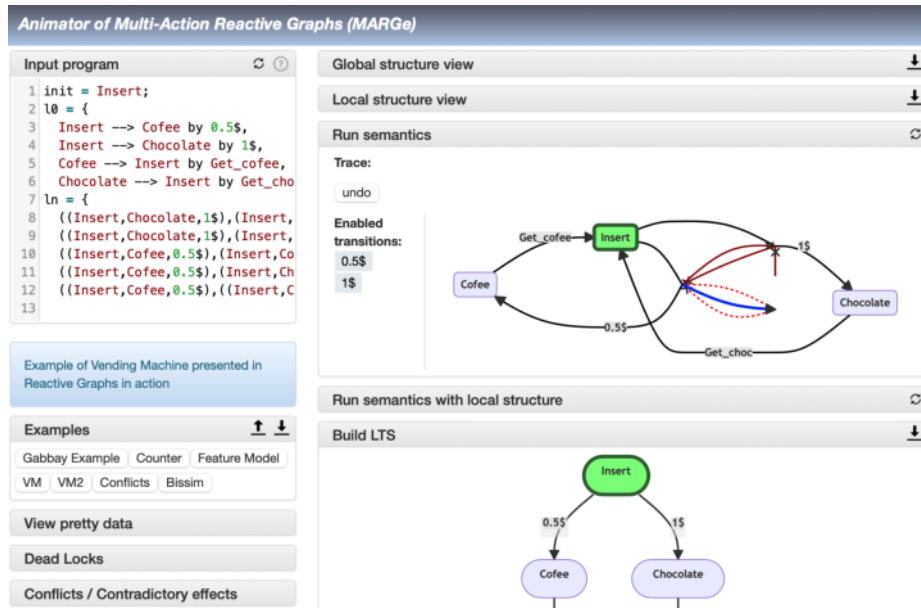 Animator of Multi-Action Reactive Graphs (MARGe)
Input program
1 init = Insert;
2 l0 = {
3 Insert --> Cofee by 0.5$,
4 Insert --> Chocolate by 1$,
5 Cofee --> Insert by Get_cofee,
6 Chocolate --> Insert by Get_cho
7 ln = {
8 ((Insert,Chocolate,1$),(Insert,
9 ((Insert,Chocolate,1$),(Insert,
10 ((Insert,Cofee,0.5$),(Insert,Co
11 ((Insert,Cofee,0.5$),(Insert,Ch
12 ((Insert,Cofee,0.5$),((Insert,C
13
Example of Vending Machine presented in
Reactive Graphs in action
Examples
Gabbay Example Counter Feature Model
VM VM2 Conflicts Bissim
View pretty data
Dead Locks
Conflicts / Contradictory effects
Global structure view
Local structure view
Run semantics
Trace:
undo
Enabled
transitions:
0.5$
1$
Get_cofee
Insert
1$
Cofee
Chocolate
0.5$
Get_choc
Run semantics with local structure
Build LTS
Insert
0.5$ 1$
Cofee Chocolate